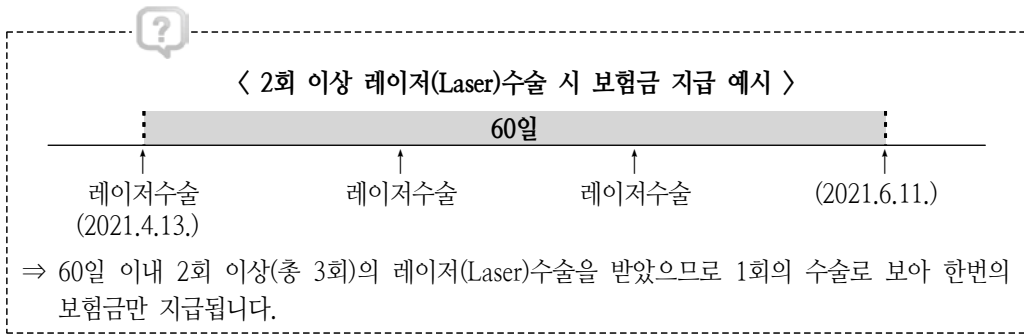 ?
〈 2회 이상 레이저(Laser)수술 시 보험금 지급 예시 〉
60일
레이저수술 레이저수술 레이저수술 (2021.6.11.)
(2021.4.13.)
⇒ 60일 이내 2회 이상(총 3회)의 레이저(Laser)수술을 받았으므로 1회의 수술로 보아 한번의
보험금만 지급됩니다.